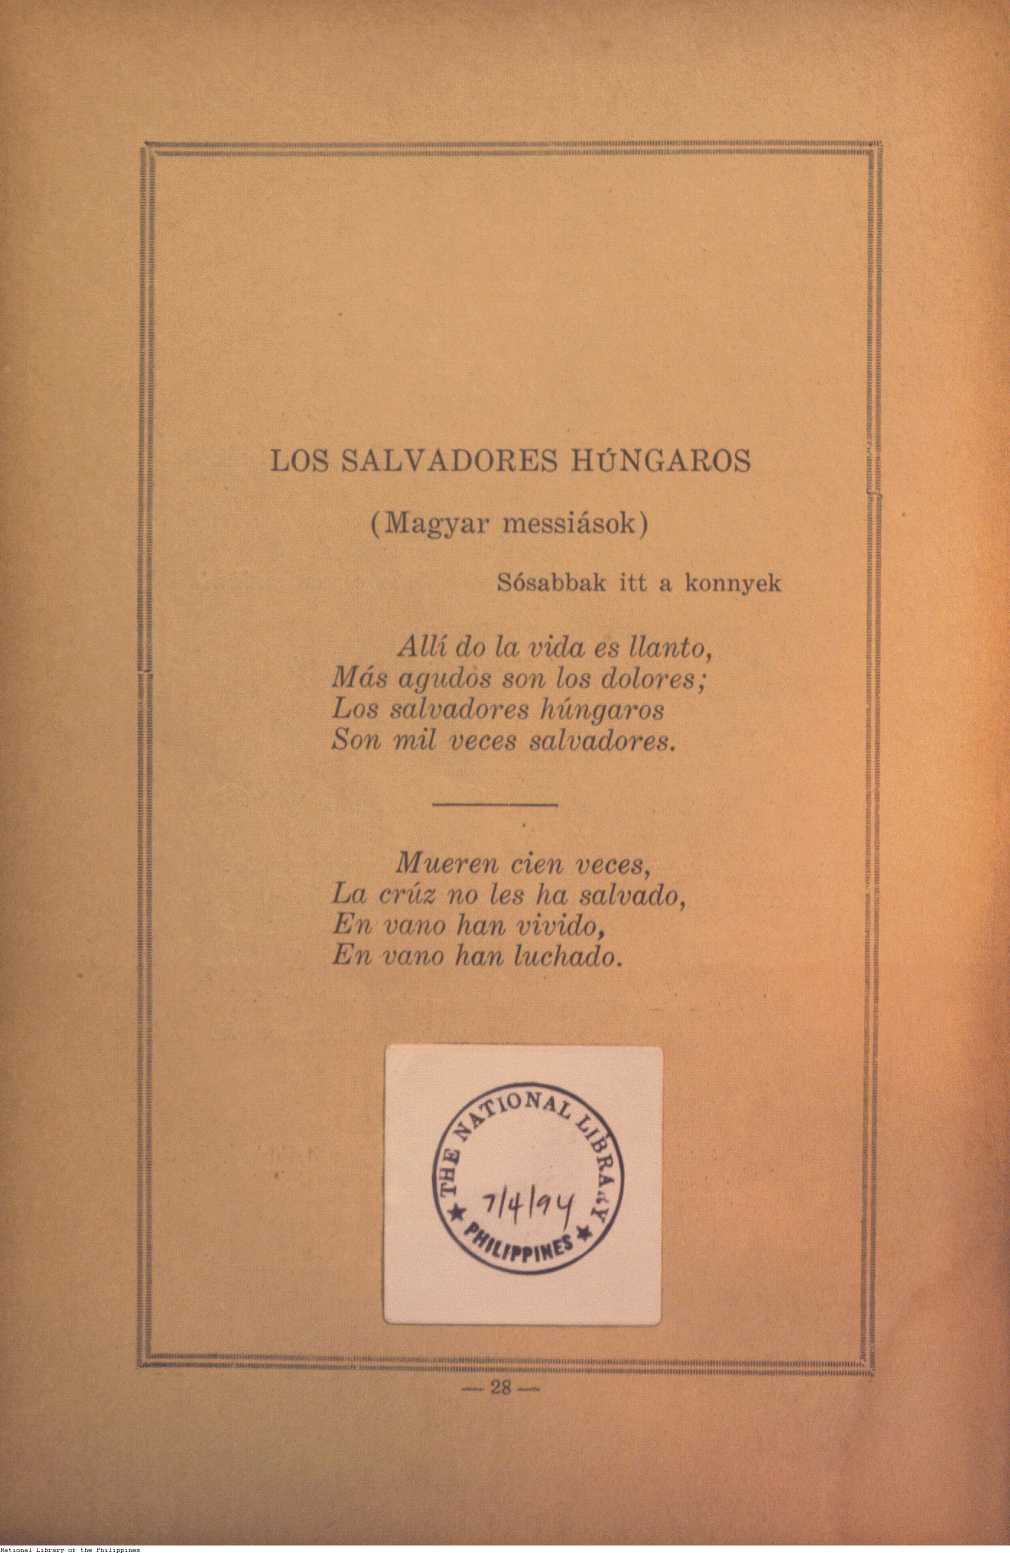 LOS SALVADORES HÚNGAROS
(Magyar messiások)
Sósabbak itt a konnyek
Allí do la vida es llanto,
Más agudos son los dolores;
Los salvadores húngaros
Son mil veces salvadores.
Mueren cien veces,
La crúz no les ha salvado,
En vano han vivido,
En vano han luchado.
THE NATIONAL LIBRARY
7/4/94
PHILIPPINES
— 28 —
National Library of the Philippines